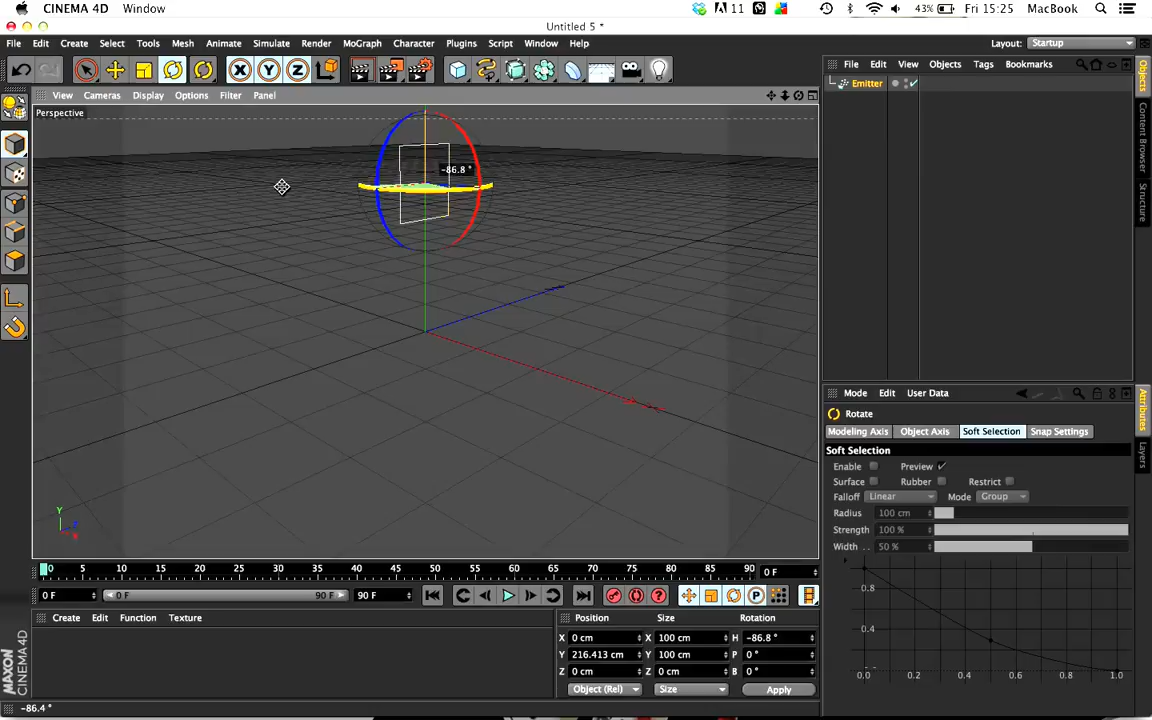 CINEMA 4D Window 11 43% Fri 15:25 MacBook
Untitled 5 *
File Edit Create Select Tools Mesh Animate Simulate Render MoGraph Character Plugins Script Window Help Layout: Startup
X Y Z
File Edit View Objects Tags Bookmarks
Emitter
View Cameras Display Options Filter Panel
Perspective
-86.8 °
Y
Z
X
Objects
Content Browser
Structure
Mode Edit User Data
Rotate
Modeling Axis Object Axis Soft Selection Snap Settings
Soft Selection
Enable Preview
Surface Rubber Restrict
Falloff Linear Mode Group
Radius 100 cm
Strength 100 %
Width 50 %
0.8
0.4
0.0 0.2 0.4 0.6 0.8 1.0
Attributes
Layers
0 5 10 15 20 25 30 35 40 45 50 55 60 65 70 75 80 85 90 0 F
0 F 0 F 90 F 90 F
Create Edit Function Texture
Position Size Rotation
X 0 cm X 100 cm H -86.8 °
Y 216.413 cm Y 100 cm P 0 °
Z 0 cm Z 0 cm B 0 °
Object (Rel) Size Apply
MAXON CINEMA 4D
-86.4 °